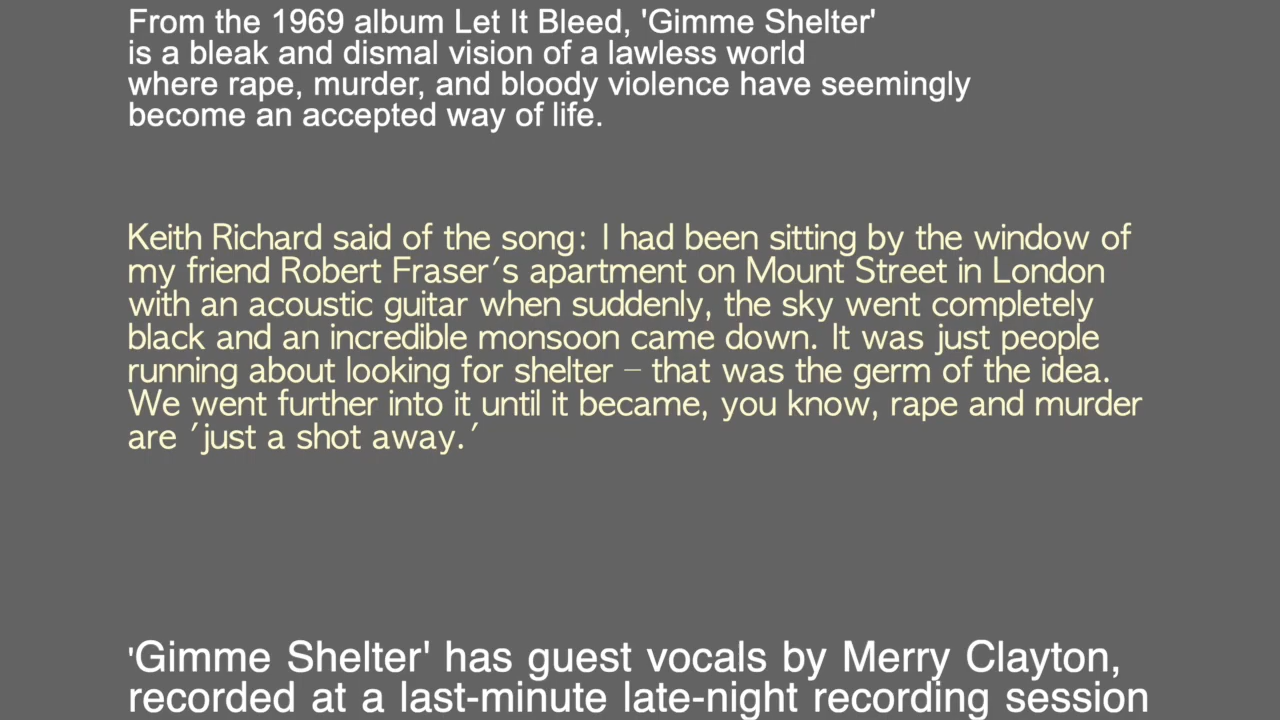 From the 1969 album Let It Bleed, 'Gimme Shelter'
is a bleak and dismal vision of a lawless world
where rape, murder, and bloody violence have seemingly
become an accepted way of life.
Keith Richard said of the song: I had been sitting by the window of
my friend Robert Fraser's apartment on Mount Street in London
with an acoustic guitar when suddenly, the sky went completely
black and an incredible monsoon came down. It was just people
running about looking for shelter – that was the germ of the idea.
We went further into it until it became, you know, rape and murder
are 'just a shot away.'
'Gimme Shelter' has guest vocals by Merry Clayton,
recorded at a last-minute late-night recording session